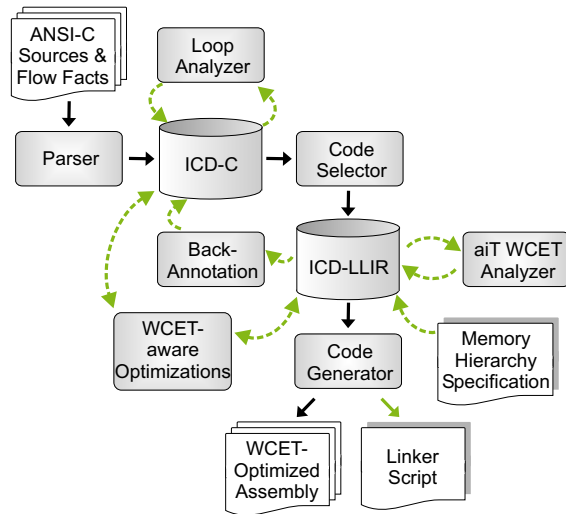 ANSI-C
Sources &
Flow Facts
Loop
Analyzer
Parser
ICD-C
Code
Selector
Back-
Annotation
ICD-LLIR
aiT WCET
Analyzer
WCET-
aware
Optimizations
Code
Generator
Memory
Hierarchy
Specification
WCET-
Optimized
Assembly
Linker
Script